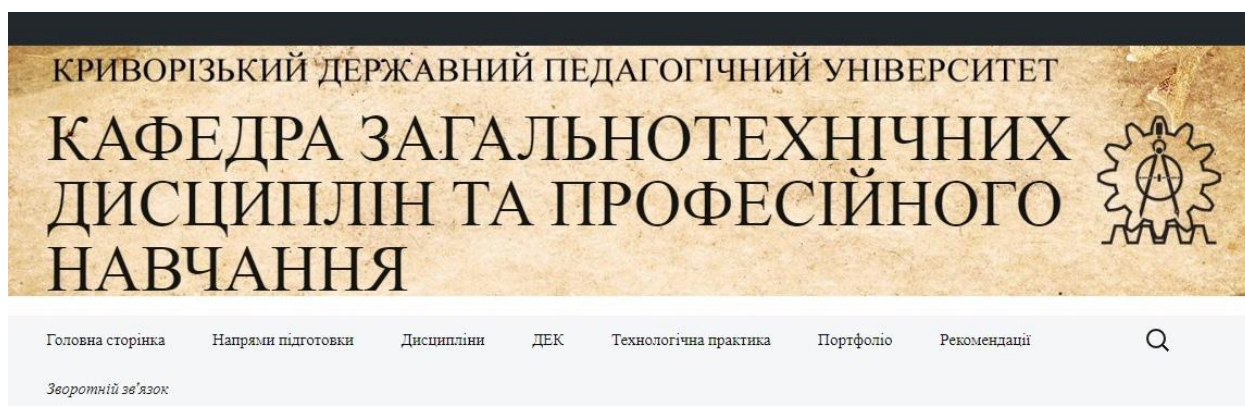 КРИВОРІЗЬКИЙ ДЕРЖАВНИЙ ПЕДАГОГІЧНИЙ УНІВЕРСИТЕТ
КАФЕДРА ЗАГАЛЬНОТЕХНІЧНИХ
ДИСЦИПЛІН ТА ПРОФЕСІЙНОГО
НАВЧАННЯ
Головна сторінка Напрями підготовки Дисципліни ДЕК Технологічна практика Портфоліо Рекомендації
Зворотній зв'язок